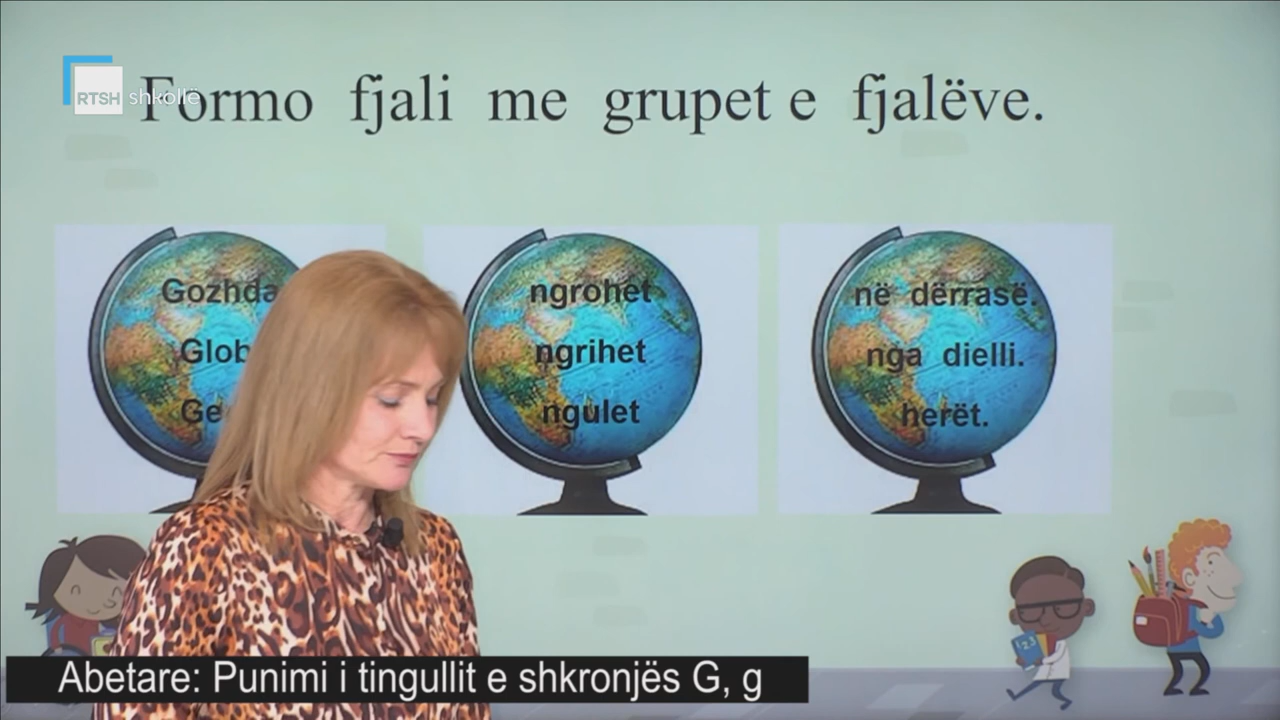 RTSH shkollë
Formo fjali me grupet e fjalëve.
Gozhda
ngrohet
në dërrasë.
ngrihet
nga dielli.
ngulet
herët.
Abetare: Punimi i tingullit e shkronjës G, g